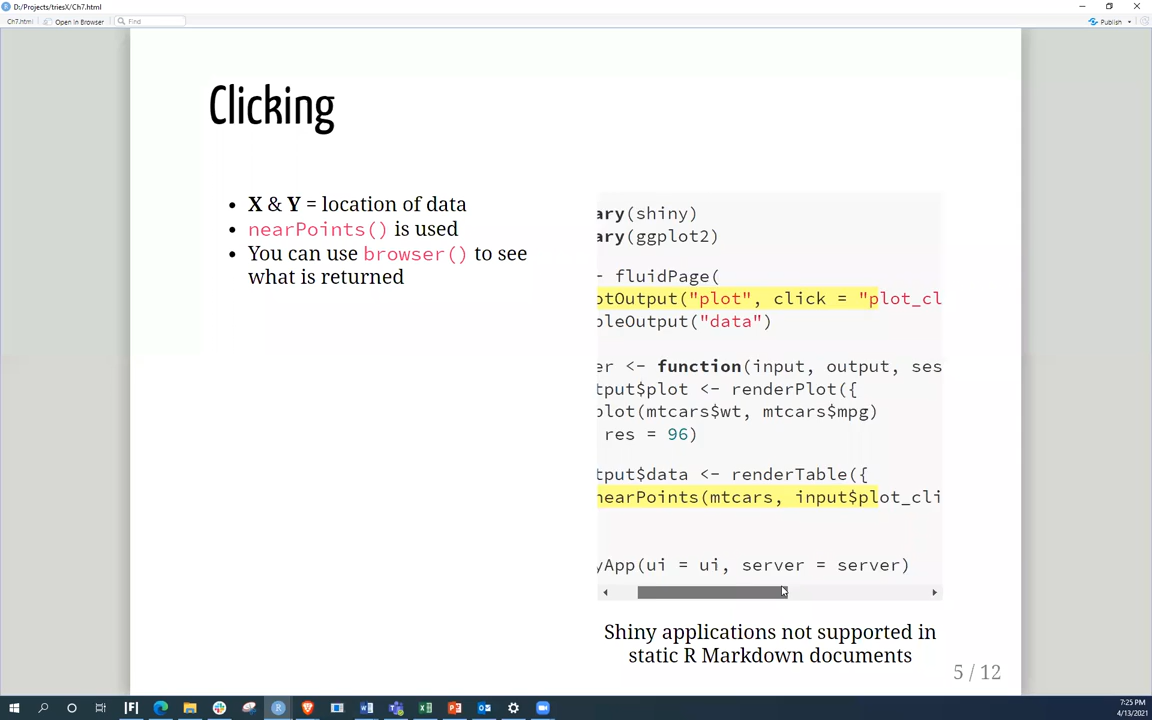 D:/Projects/triesX/Ch7.html
Ch7.html
Open in Browser
Find
Publish
Clicking
X & Y = location of data
nearPoints() is used
You can use browser() to see
what is returned
ary(shiny)
ary(ggplot2)
- fluidPage(
otOutput("plot", click = "plot_cl
bleOutput("data")
er <- function(input, output, ses
tput$plot <- renderPlot({
plot(mtcars$wt, mtcars$mpg)
res = 96)
tput$data <- renderTable({
nearPoints(mtcars, input$plot_cli
yApp(ui = ui, server = server)
Shiny applications not supported in
static R Markdown documents
5 / 12
7:25 PM
4/13/2021